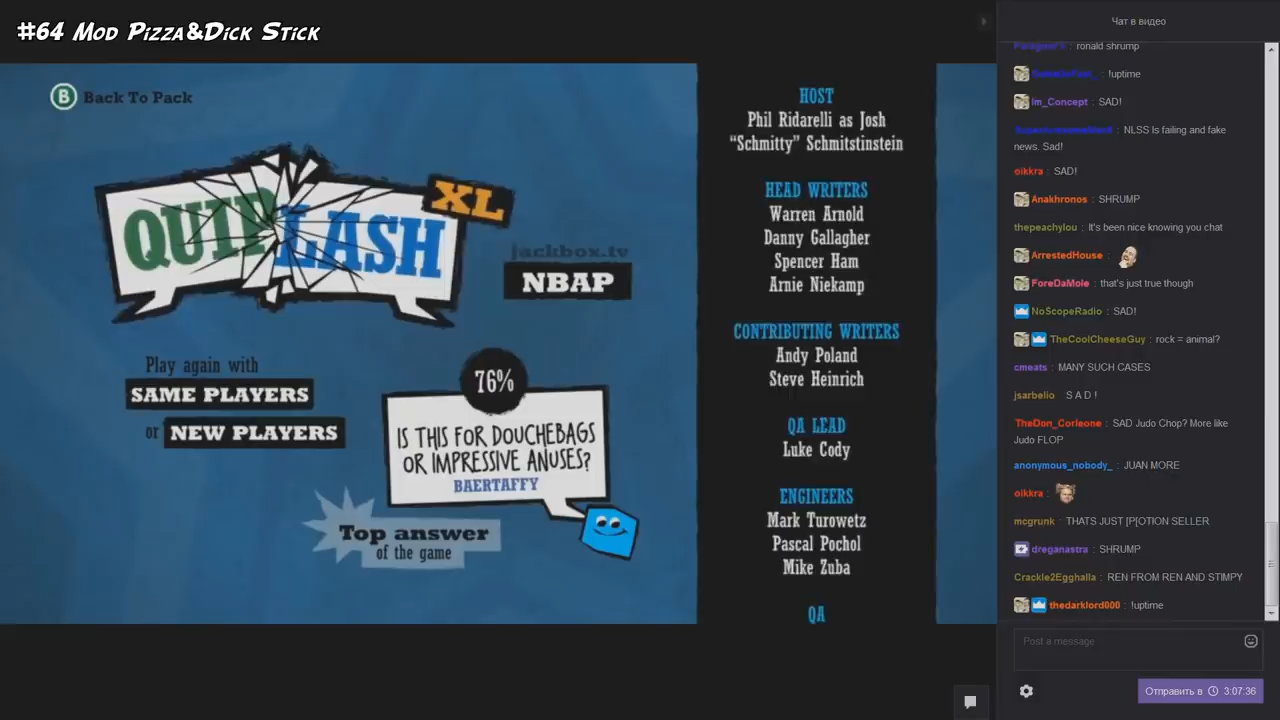 #64 Mod Pizza&Dick Stick
B Back To Pack
QUIPLASH XL
jackbox.tv
NBAP
Play again with
SAME PLAYERS
or NEW PLAYERS
76%
IS THIS FOR DOUCHEBAGS
OR IMPRESSIVE ANUSES?
BAERTAFFY
Top answer
of the game
HOST
Phil Ridarelli as Josh
“Schmitty” Schmitstinstein
HEAD WRITERS
Warren Arnold
Danny Gallagher
Spencer Ham
Arnie Niekamp
CONTRIBUTING WRITERS
Andy Poland
Steve Heinrich
QA LEAD
Luke Cody
ENGINEERS
Mark Turowetz
Pascal Pochol
Mike Zuba
QA
Чат в видео
: ronald shrump
: !uptime
Im_Concept : SAD!
: NLSS Is failing and fake
news. Sad!
oikkra : SAD!
Anakhronos : SHRUMP
thepeachylou : It's been nice knowing you chat
ArrestedHouse :
ForeDaMole : that's just true though
NoScopeRadio : SAD!
TheCoolCheeseGuy : rock = animal?
cmeats : MANY SUCH CASES
jsarbelio : S A D !
TheDon_Corleone : SAD Judo Chop? More like
Judo FLOP
anonymous_nobody_ : JUAN MORE
oikkra :
mcgrunk : THATS JUST [P[OTION SELLER
dreganastra : SHRUMP
Crackle2Egghalla : REN FROM REN AND STIMPY
thedarklord000 : !uptime
Post a message
Отправить в 3:07:36